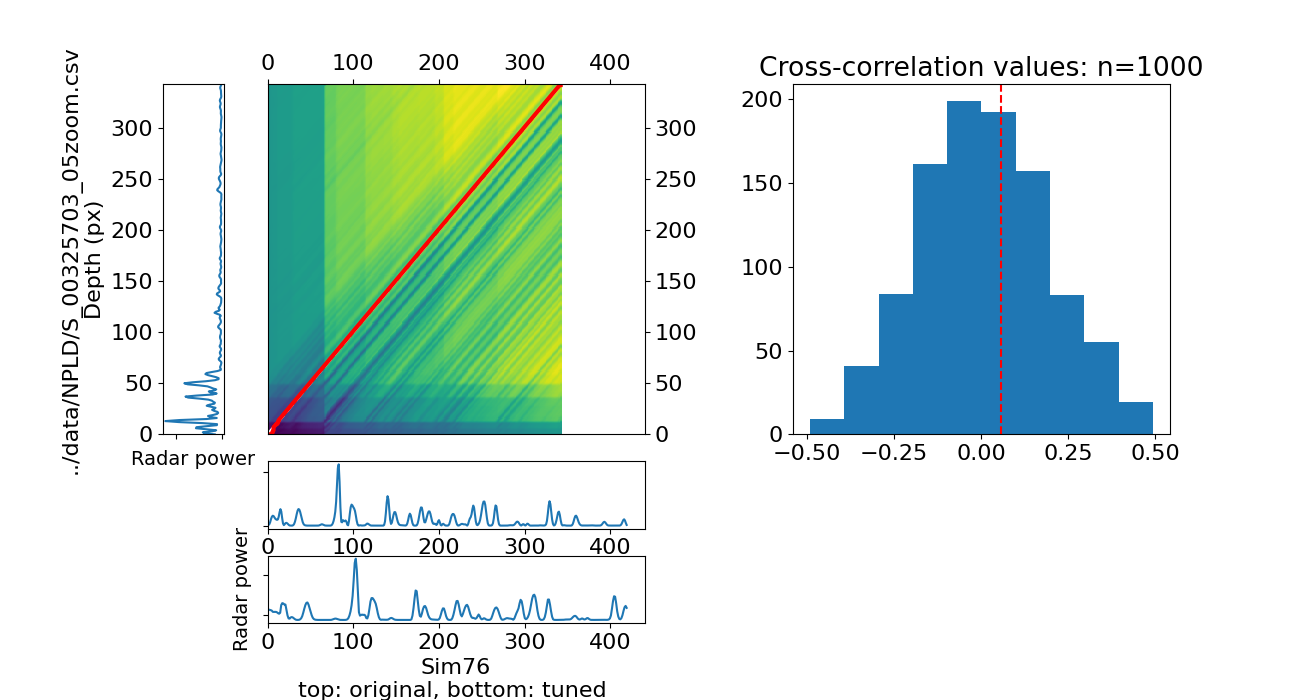 ../data/NPLD/S_00325703_05zoom.csv
Depth (px)
0 100 200 300 400
300
250
200
150
100
50
0
Radar power
300
250
200
150
100
50
0
0 100 200 300 400
Radar power
0 100 200 300 400
Sim76
top: original, bottom: tuned
Cross-correlation values: n=1000
200
150
100
50
0
−0.50 −0.25 0.00 0.25 0.50